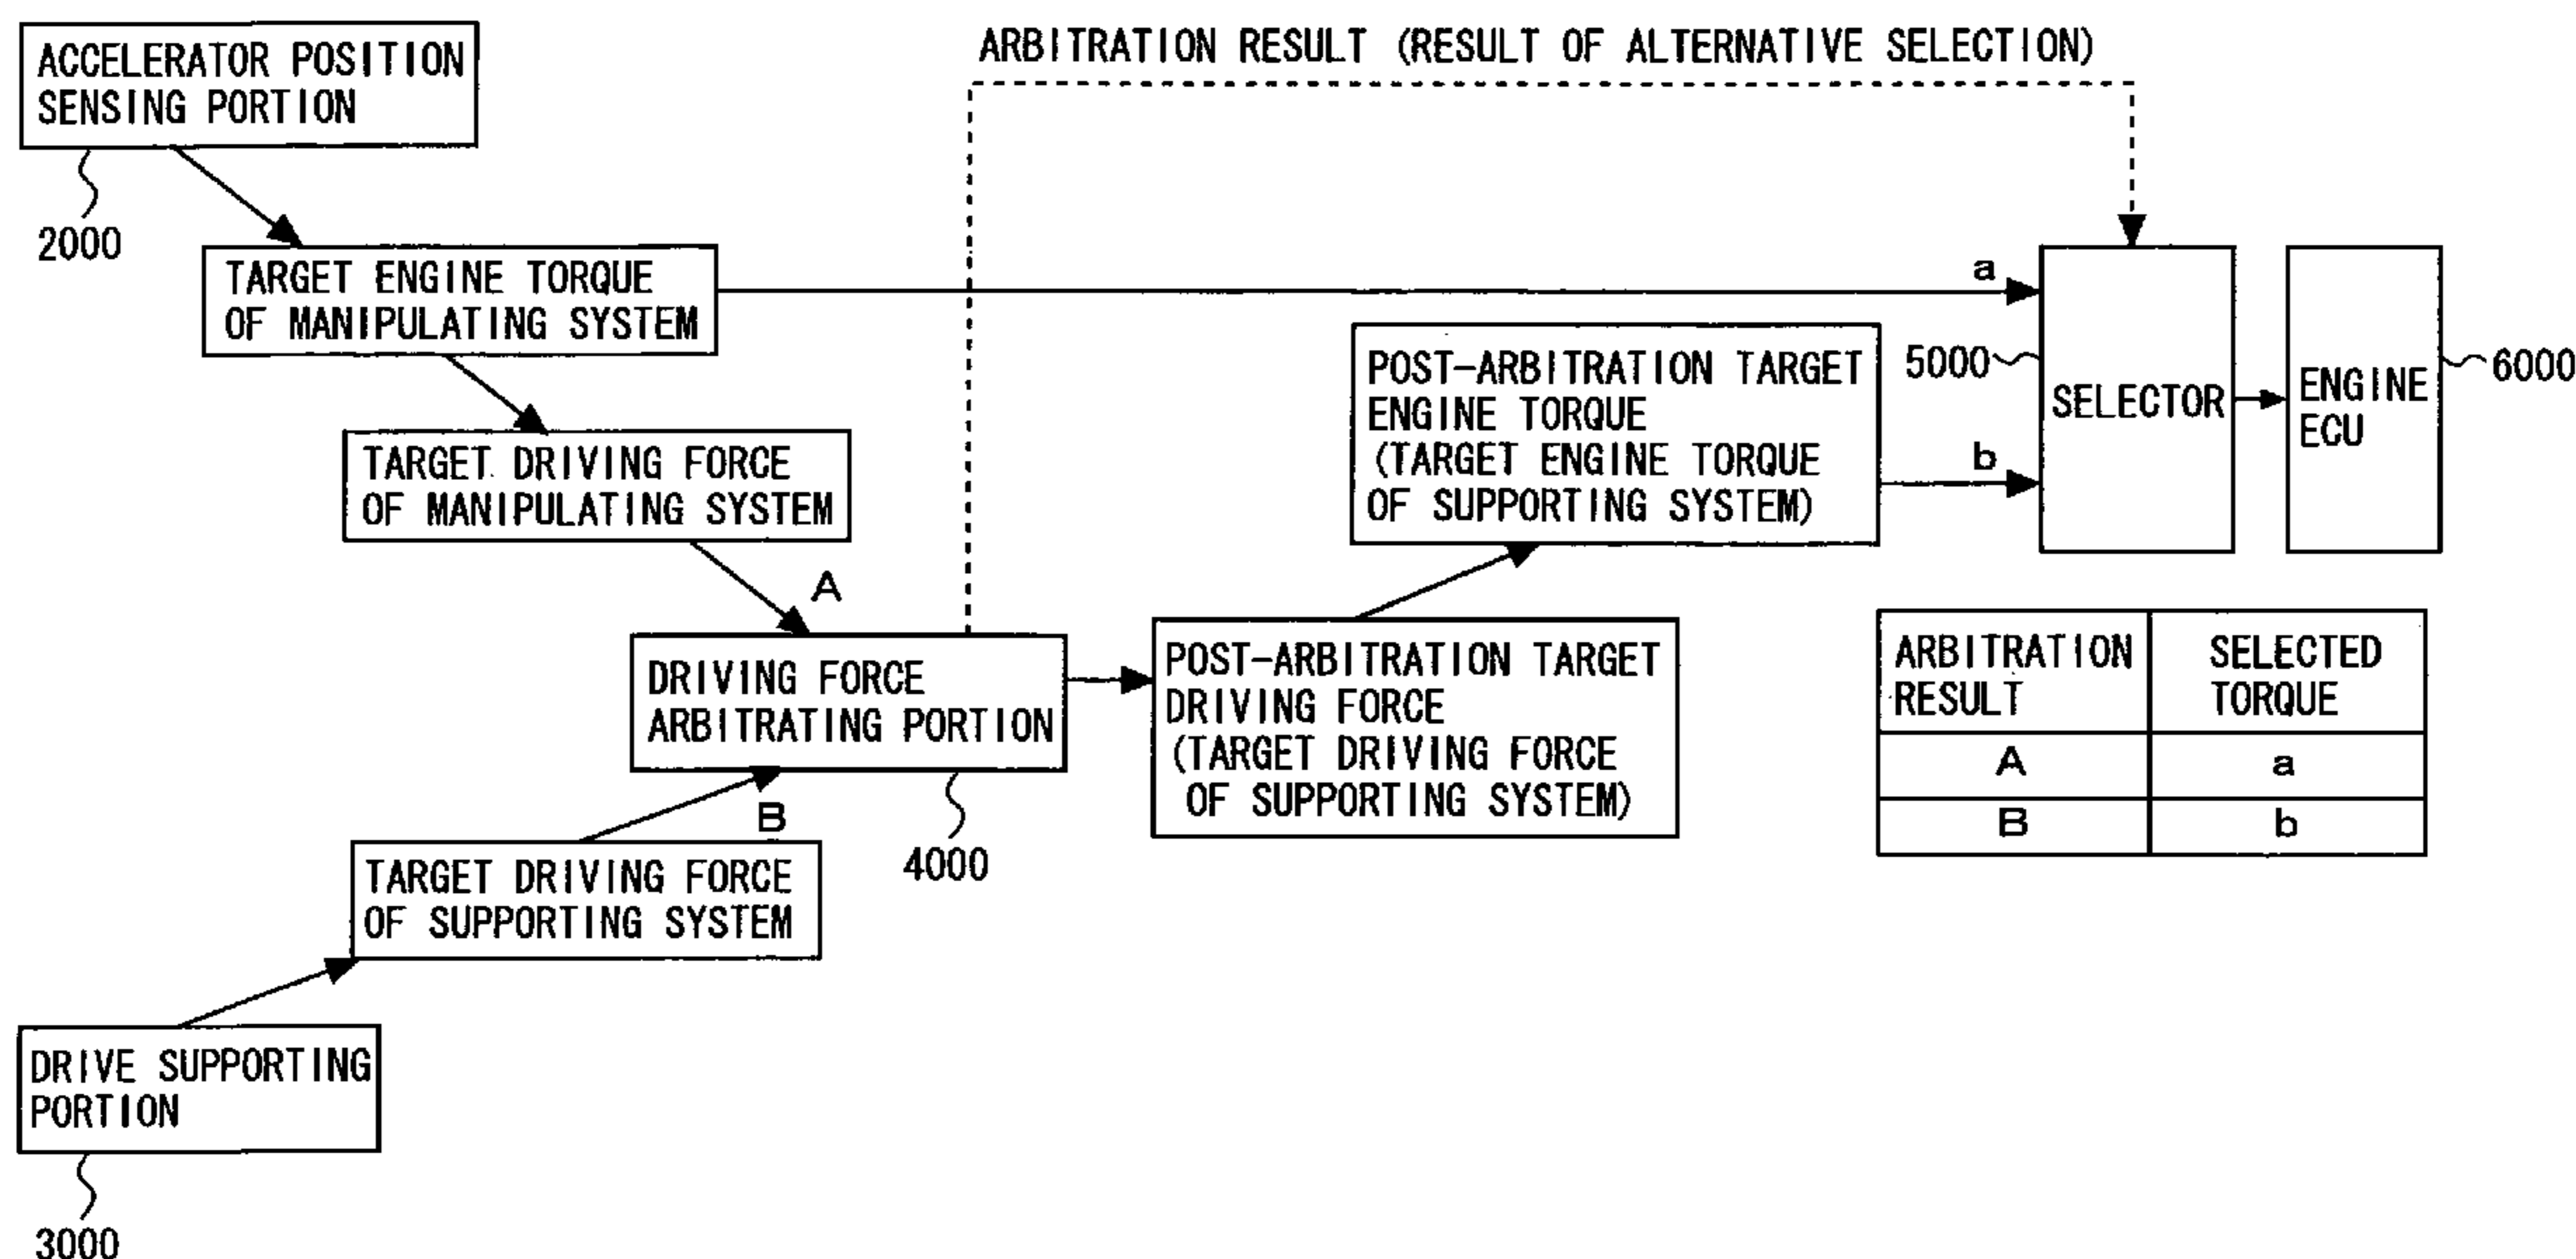 ACCELERATOR POSITION
SENSING PORTION
2000
ARBITRATION RESULT (RESULT OF ALTERNATIVE SELECTION)
TARGET ENGINE TORQUE
OF MANIPULATING SYSTEM
a
TARGET DRIVING FORCE
OF MANIPULATING SYSTEM
A
POST-ARBITRATION TARGET
ENGINE TORQUE
(TARGET ENGINE TORQUE
OF SUPPORTING SYSTEM)
b
5000
SELECTOR
ENGINE
ECU
6000
DRIVING FORCE
ARBITRATING PORTION
4000
POST-ARBITRATION TARGET
DRIVING FORCE
(TARGET DRIVING FORCE
OF SUPPORTING SYSTEM)
ARBITRATION
RESULT
SELECTED
TORQUE
A
a
B
b
B
TARGET DRIVING FORCE
OF SUPPORTING SYSTEM
DRIVE SUPPORTING
PORTION
3000